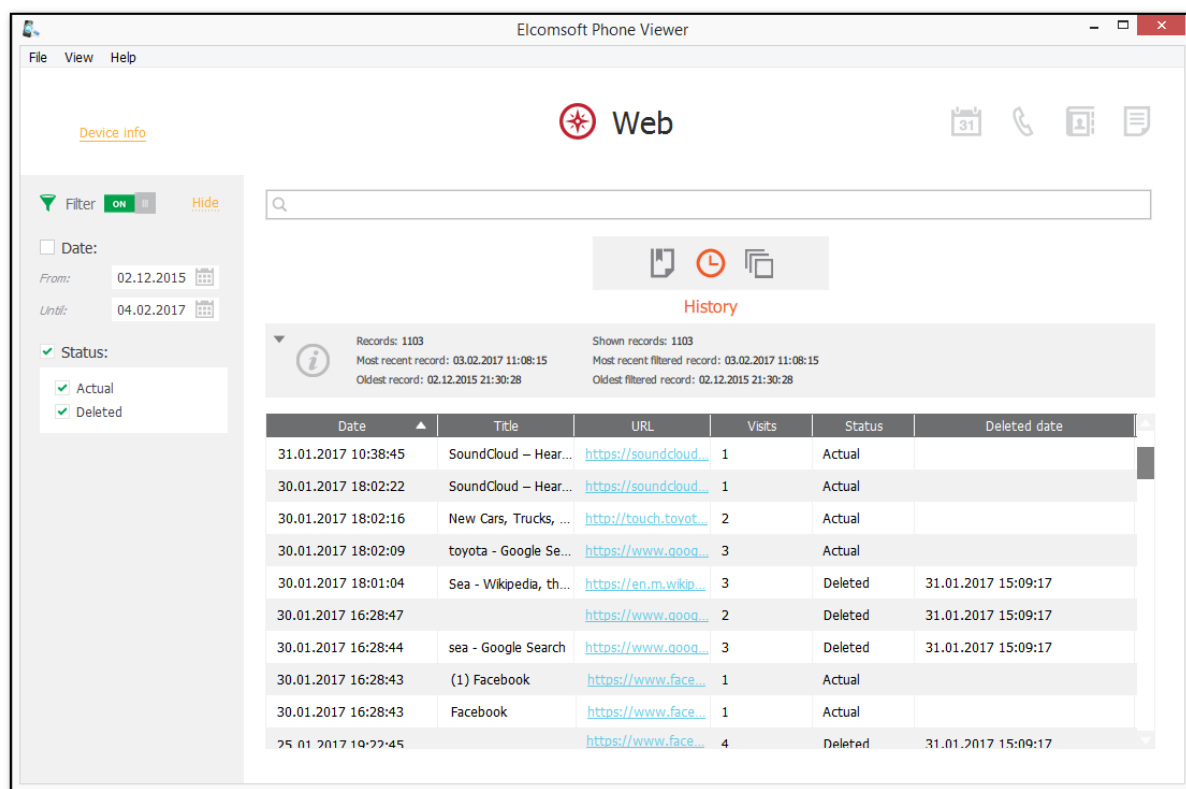 Elcomsoft Phone Viewer
File View Help
Device info
Web
31
Filter ON Hide
Date:
From: 02.12.2015
Until: 04.02.2017
Status:
Actual
Deleted
History
Records: 1103 Shown records: 1103
Most recent record: 03.02.2017 11:08:15 Most recent filtered record: 03.02.2017 11:08:15
Oldest record: 02.12.2015 21:30:28 Oldest filtered record: 02.12.2015 21:30:28
Date Title URL Visits Status Deleted date
31.01.2017 10:38:45 SoundCloud – Hear... https://soundcloud... 1 Actual
30.01.2017 18:02:22 SoundCloud – Hear... https://soundcloud... 1 Actual
30.01.2017 18:02:16 New Cars, Trucks, ... http://touch.toyot... 2 Actual
30.01.2017 18:02:09 toyota - Google Se... https://www.goog... 3 Actual
30.01.2017 18:01:04 Sea - Wikipedia, th... https://en.m.wikip... 3 Deleted 31.01.2017 15:09:17
30.01.2017 16:28:47 https://www.goog... 2 Deleted 31.01.2017 15:09:17
30.01.2017 16:28:44 sea - Google Search https://www.goog... 3 Deleted 31.01.2017 15:09:17
30.01.2017 16:28:43 (1) Facebook https://www.face... 1 Actual
30.01.2017 16:28:43 Facebook https://www.face... 1 Actual
25.01.2017 19:22:45 https://www.face... 4 Deleted 31.01.2017 15:09:17